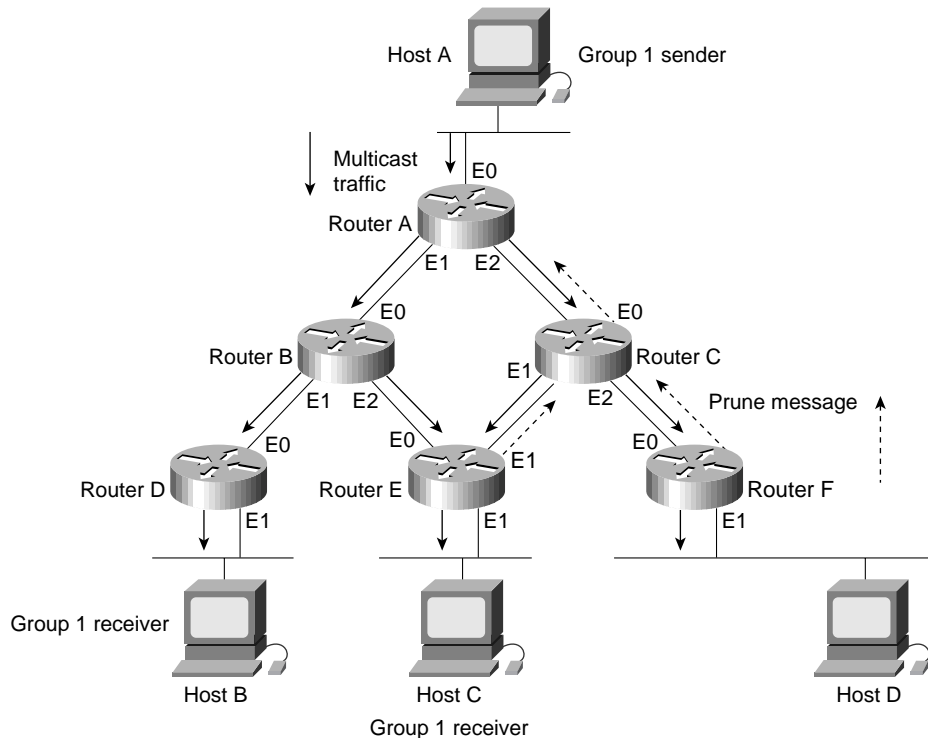 Host A
Group 1 sender
Multicast
traffic
E0
Router A
E1
E2
E0
E0
Router B
Router C
E1
E2
E1
E2
Prune message
E0
E0
E1
E0
Router D
Router E
Router F
E1
E1
E1
Group 1 receiver
Host B
Host C
Host D
Group 1 receiver